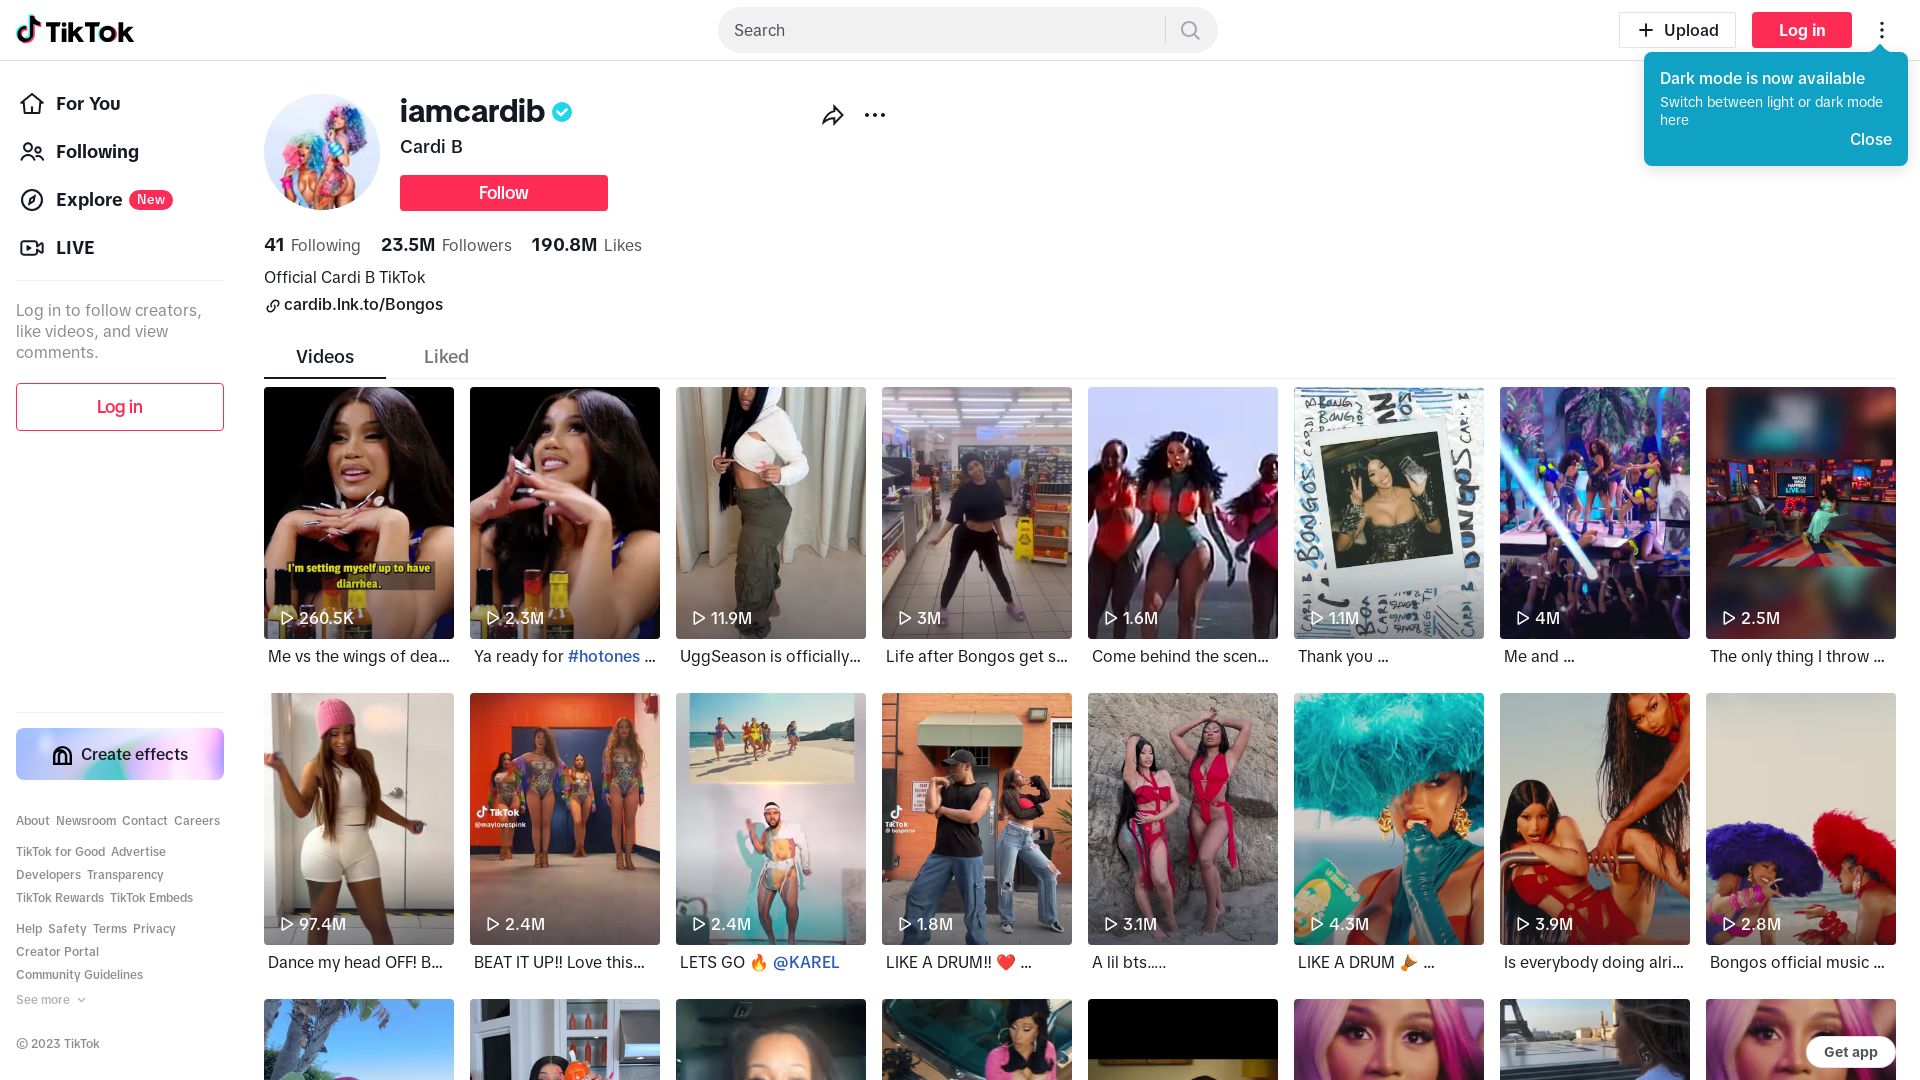 TikTok
Search
Upload
Log in
Dark mode is now available
Switch between light or dark mode
here
Close
For You
Following
Explore New
LIVE
Log in to follow creators,
like videos, and view
comments.
Log in
Create effects
About Newsroom Contact Careers
TikTok for Good Advertise
Developers Transparency
TikTok Rewards TikTok Embeds
Help Safety Terms Privacy
Creator Portal
Community Guidelines
See more
© 2023 TikTok
iamcardib
Cardi B
Follow
41 Following 23.5M Followers 190.8M Likes
Official Cardi B TikTok
cardib.lnk.to/Bongos
Videos Liked
I'm setting myself up to have
diarrhea.
BONGOS
CARDI B
WATCH
WHAT
HAPPENS
LIVE
260.5K 2.3M 11.9M 3M 1.6M 1.1M 4M 2.5M
Me vs the wings of dea... Ya ready for #hotones ... UggSeason is officially... Life after Bongos get s... Come behind the scen... Thank you ... Me and ... The only thing I throw ...
TikTok
@maylovespink
TikTok
97.4M 2.4M 2.4M 1.8M 3.1M 4.3M 3.9M 2.8M
Dance my head OFF! B... BEAT IT UP!! Love this... LETS GO 🔥 @KAREL LIKE A DRUM!! ❤️ ... A lil bts..... LIKE A DRUM 🪘 ... Is everybody doing alri... Bongos official music ...
Get app